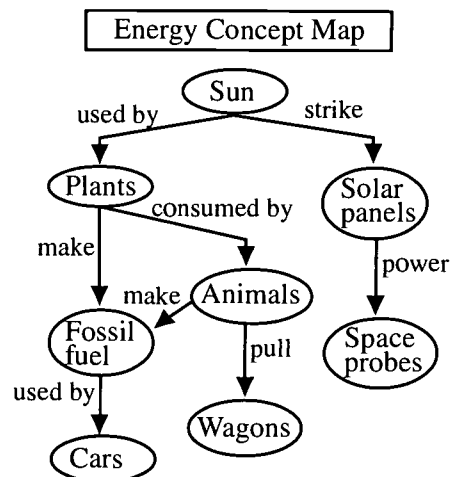 Energy Concept Map
Sun
used by
strike
Plants
Solar
panels
consumed by
make
power
make
Animals
Fossil
fuel
Space
probes
pull
used by
Wagons
Cars